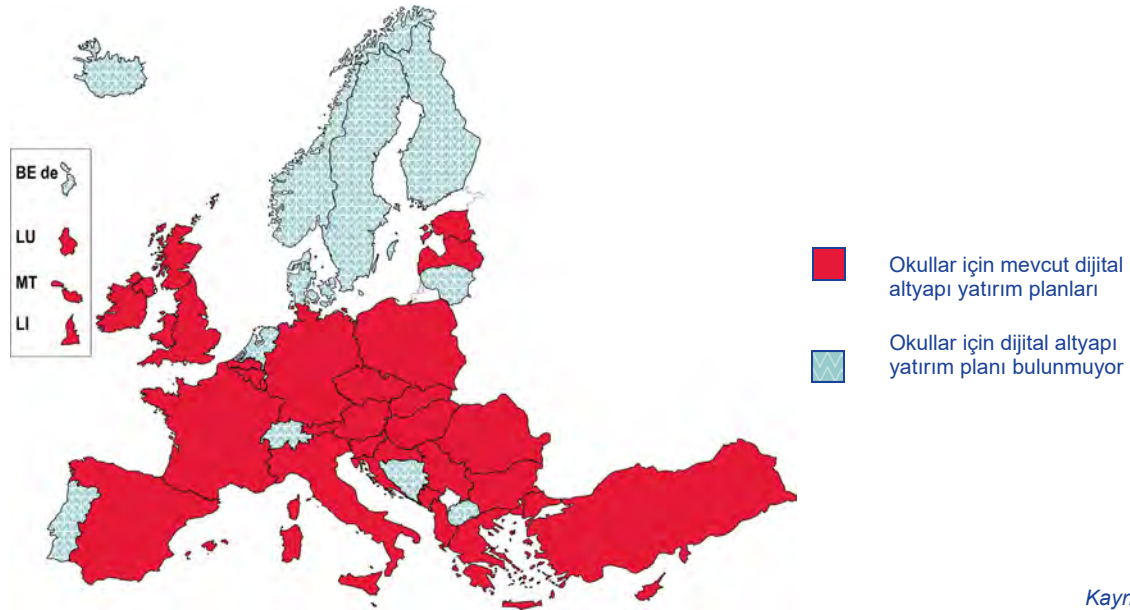 BE de
LU
MT
LI
Okullar için mevcut dijital
altyapı yatırım planları
Okullar için dijital altyapı
yatırım planı bulunmuyor